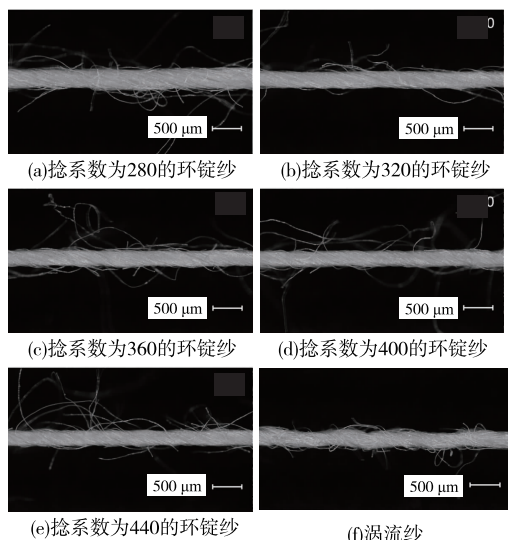 500 μm
0
500 μm
(a)捻系数为280的环锭纱
(b)捻系数为320的环锭纱
500 μm
0
500 μm
(c)捻系数为360的环锭纱
(d)捻系数为400的环锭纱
500 μm
500 μm
(e)捻系数为440的环锭纱
(f)涡流纱